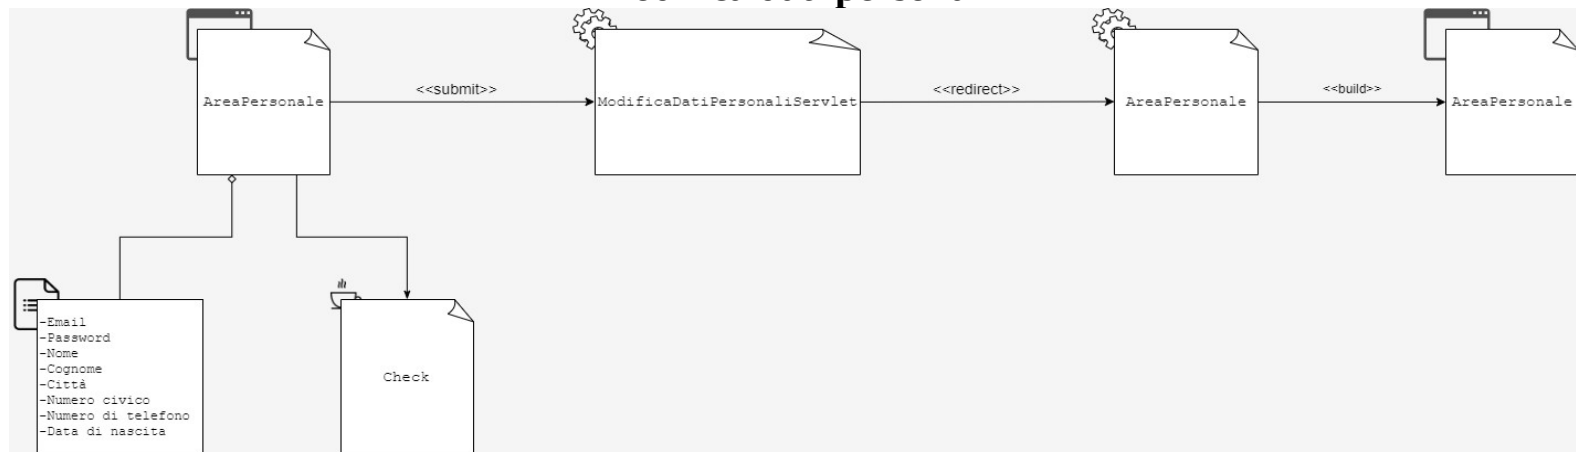 AreaPersonale
<<submit>>
ModificaDatiPersonaliServlet
<<redirect>>
AreaPersonale
<<build>>
AreaPersonale
-Email
-Password
-Nome
-Cognome
-Città
-Numero civico
-Numero di telefono
-Data di nascita
Check